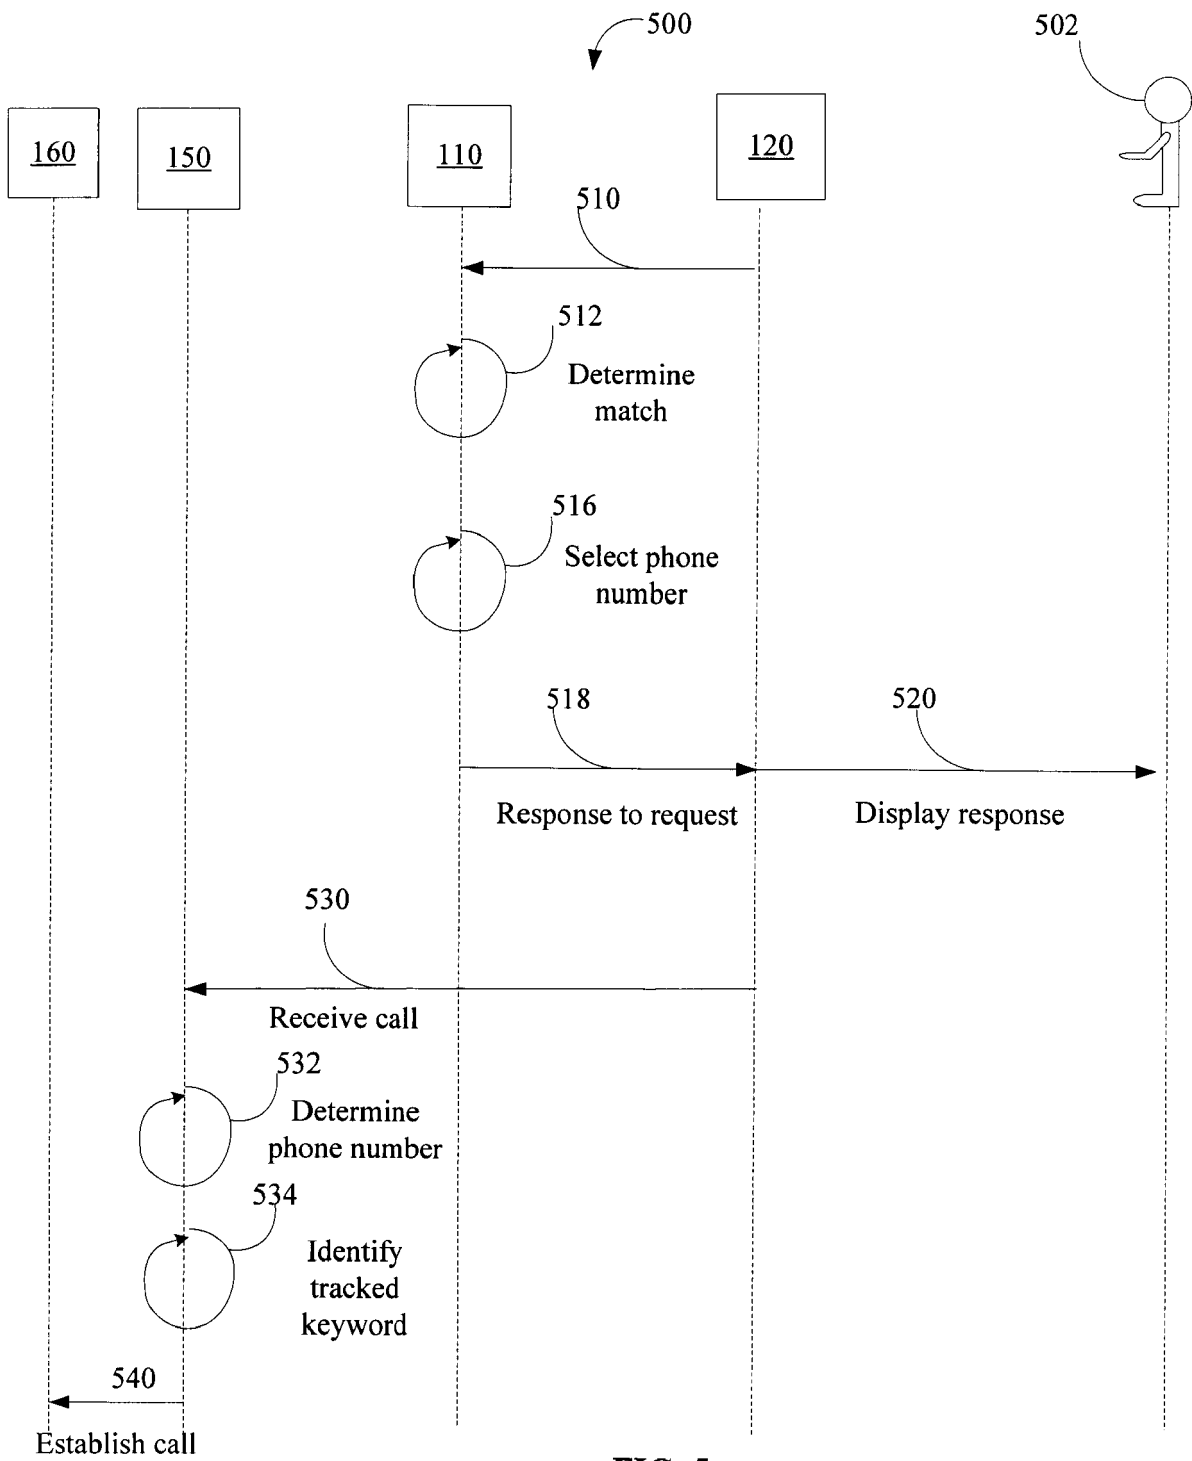 500
502
160
150
110
120
510
512
Determine
match
516
Select phone
number
518
520
Response to request
Display response
530
Receive call
532
Determine
phone number
534
Identify
tracked
keyword
540
Establish call